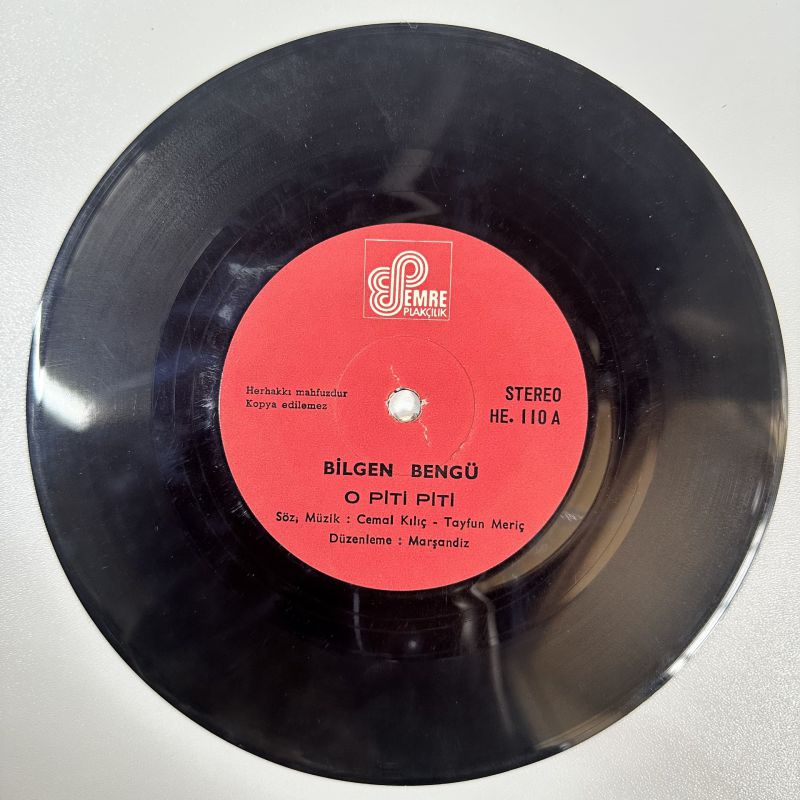 EMRE
PLAKÇILIK
Herhakkı mahfuzdur
Kopya edilemez
STEREO
HE. 110 A
BİLGEN BENGÜ
O PİTİ PİTİ
Söz, Müzik : Cemal Kılıç - Tayfun Meriç
Düzenleme : Marşandiz